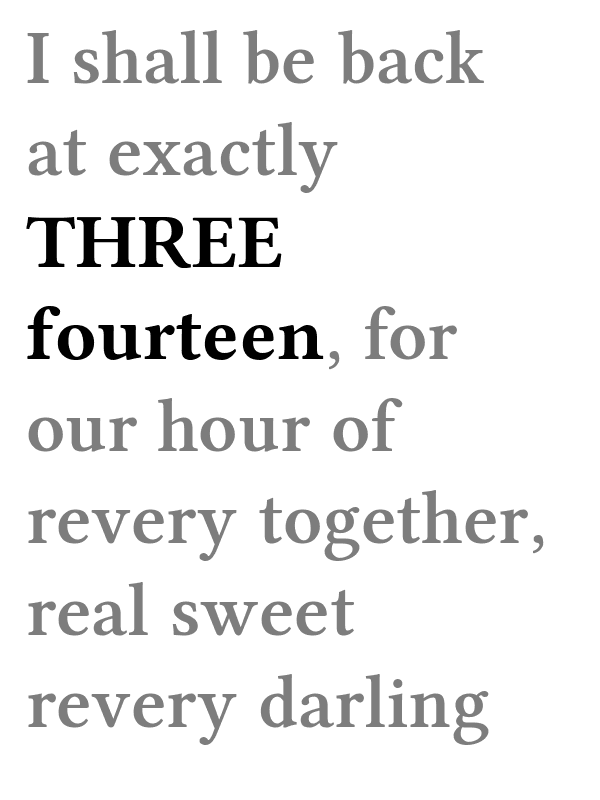 I shall be back
at exactly
THREE
fourteen, for
our hour of
revery together,
real sweet
revery darling